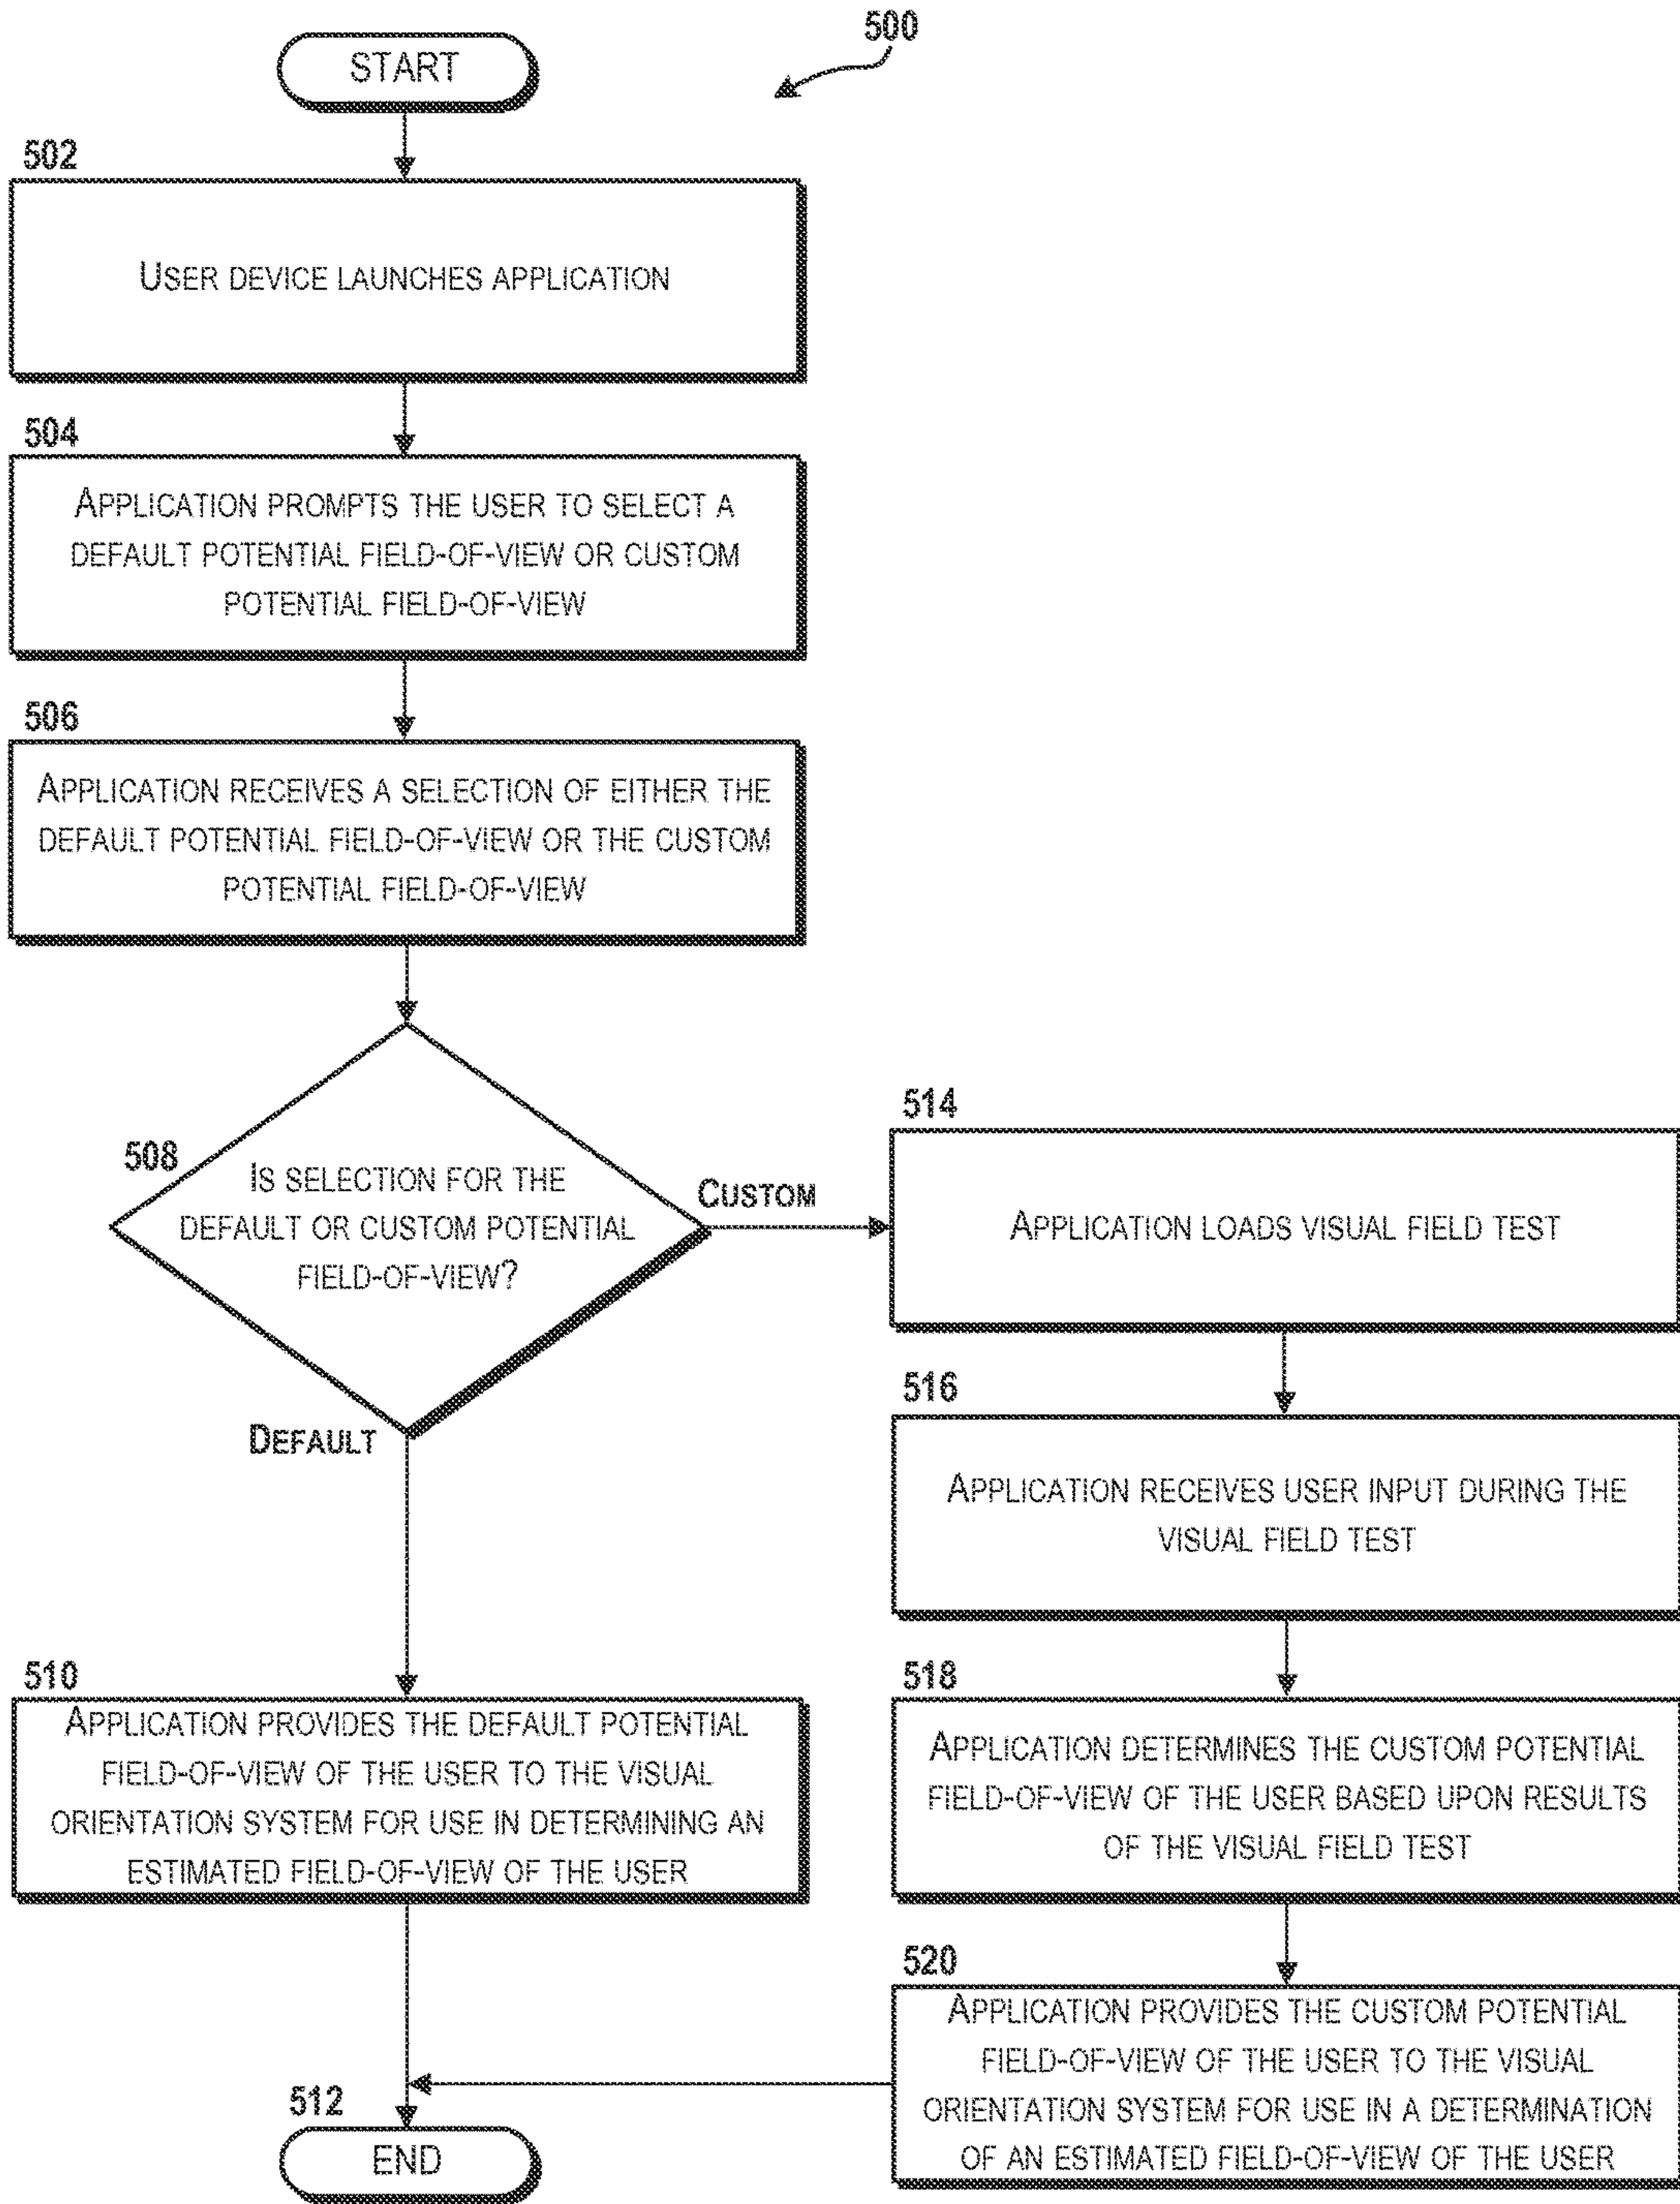 500
START
502
USER DEVICE LAUNCHES APPLICATION
504
APPLICATION PROMPTS THE USER TO SELECT A
DEFAULT POTENTIAL FIELD-OF-VIEW OR CUSTOM
POTENTIAL FIELD-OF-VIEW
506
APPLICATION RECEIVES A SELECTION OF EITHER THE
DEFAULT POTENTIAL FIELD-OF-VIEW OR THE CUSTOM
POTENTIAL FIELD-OF-VIEW
508
IS SELECTION FOR THE
DEFAULT OR CUSTOM POTENTIAL
FIELD-OF-VIEW?
CUSTOM
DEFAULT
510
APPLICATION PROVIDES THE DEFAULT POTENTIAL
FIELD-OF-VIEW OF THE USER TO THE VISUAL
ORIENTATION SYSTEM FOR USE IN DETERMINING AN
ESTIMATED FIELD-OF-VIEW OF THE USER
512
END
514
APPLICATION LOADS VISUAL FIELD TEST
516
APPLICATION RECEIVES USER INPUT DURING THE
VISUAL FIELD TEST
518
APPLICATION DETERMINES THE CUSTOM POTENTIAL
FIELD-OF-VIEW OF THE USER BASED UPON RESULTS
OF THE VISUAL FIELD TEST
520
APPLICATION PROVIDES THE CUSTOM POTENTIAL
FIELD-OF-VIEW OF THE USER TO THE VISUAL
ORIENTATION SYSTEM FOR USE IN A DETERMINATION
OF AN ESTIMATED FIELD-OF-VIEW OF THE USER